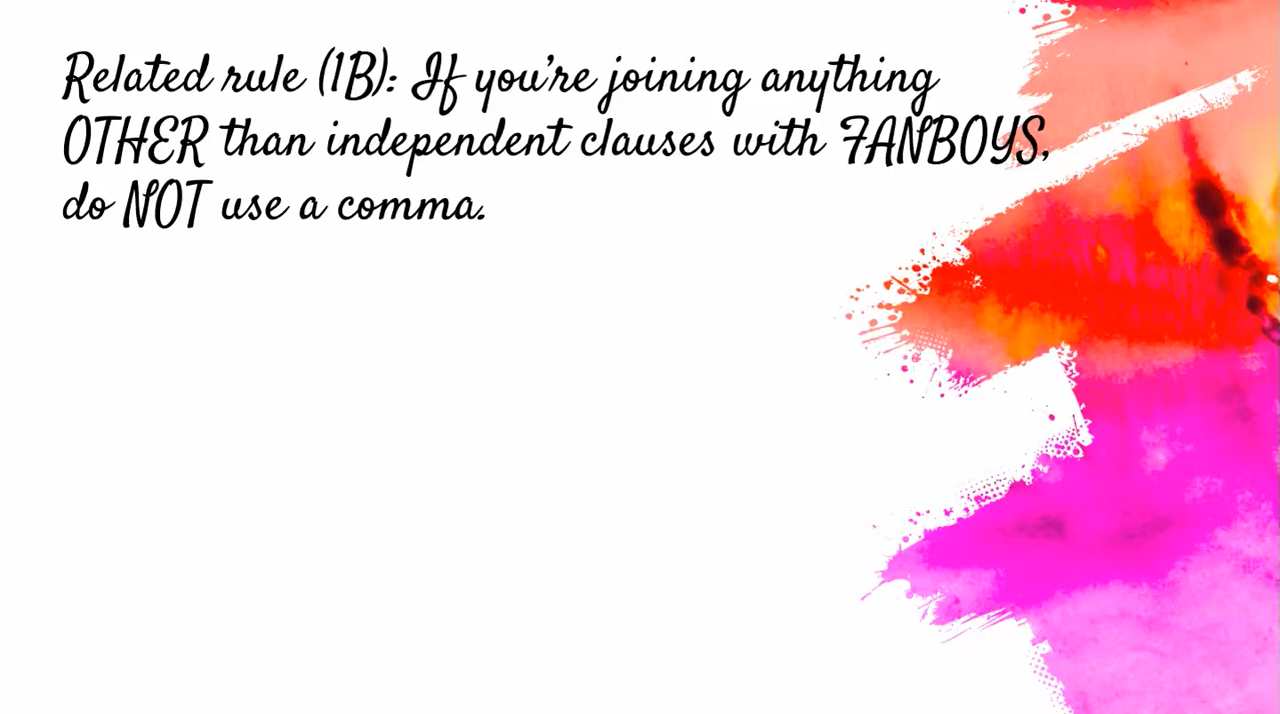 Related rule (1B): If you're joining anything
OTHER than independent clauses with FANBOYS,
do NOT use a comma.